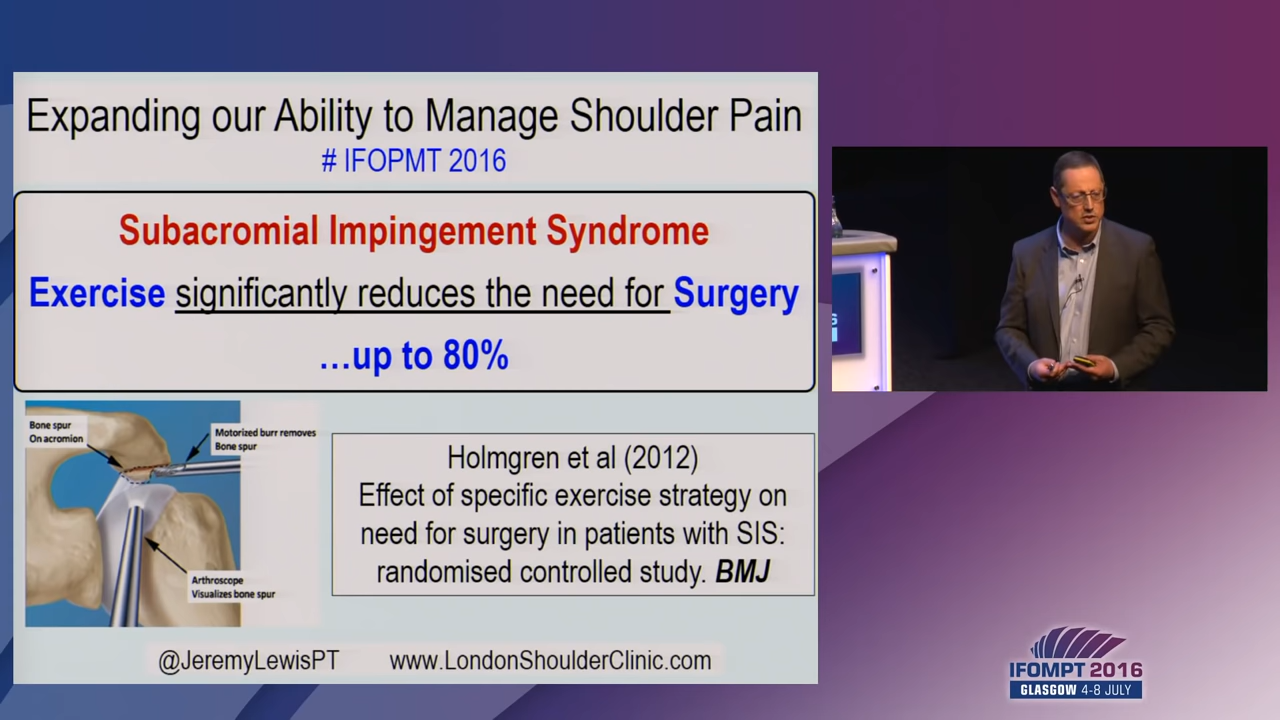 Expanding our Ability to Manage Shoulder Pain
# IFOPMT 2016
Subacromial Impingement Syndrome
Exercise significantly reduces the need for Surgery
...up to 80%
Bone spur
On acromion
Motorized burr removes
Bone spur
Arthroscope
Visualizes bone spur
Holmgren et al (2012)
Effect of specific exercise strategy on
need for surgery in patients with SIS:
randomised controlled study. BMJ
@JeremyLewisPT www.LondonShoulderClinic.com
IFOMPT 2016
GLASGOW 4-8 JULY